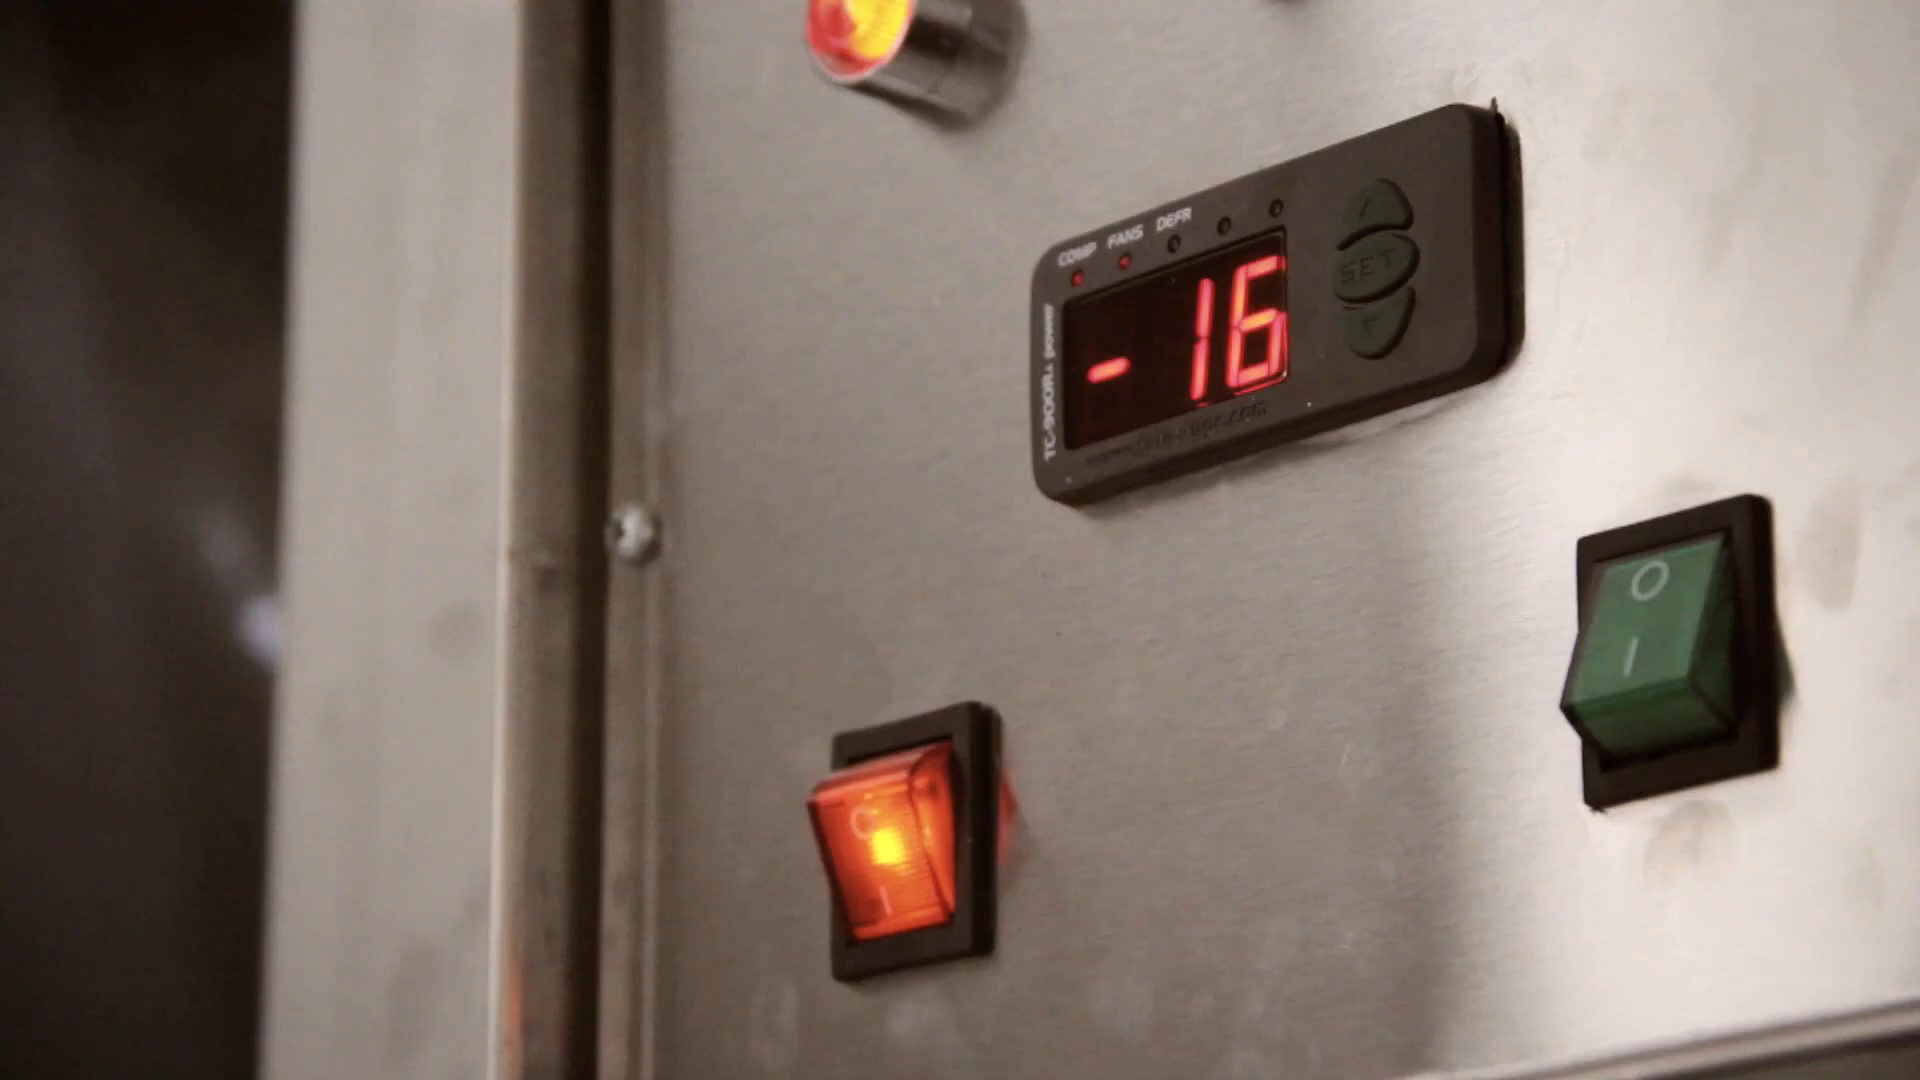 COMP FANS DEFR
-16
SET
TC-900Ri power
O
I
O
I